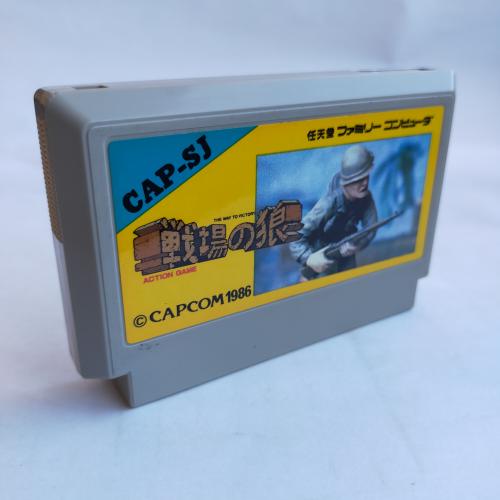 CAP-SJ
任天堂 ファミリー コンピュータ
THE WAY TO VICTORY
戦場の狼
ACTION GAME
©CAPCOM 1986